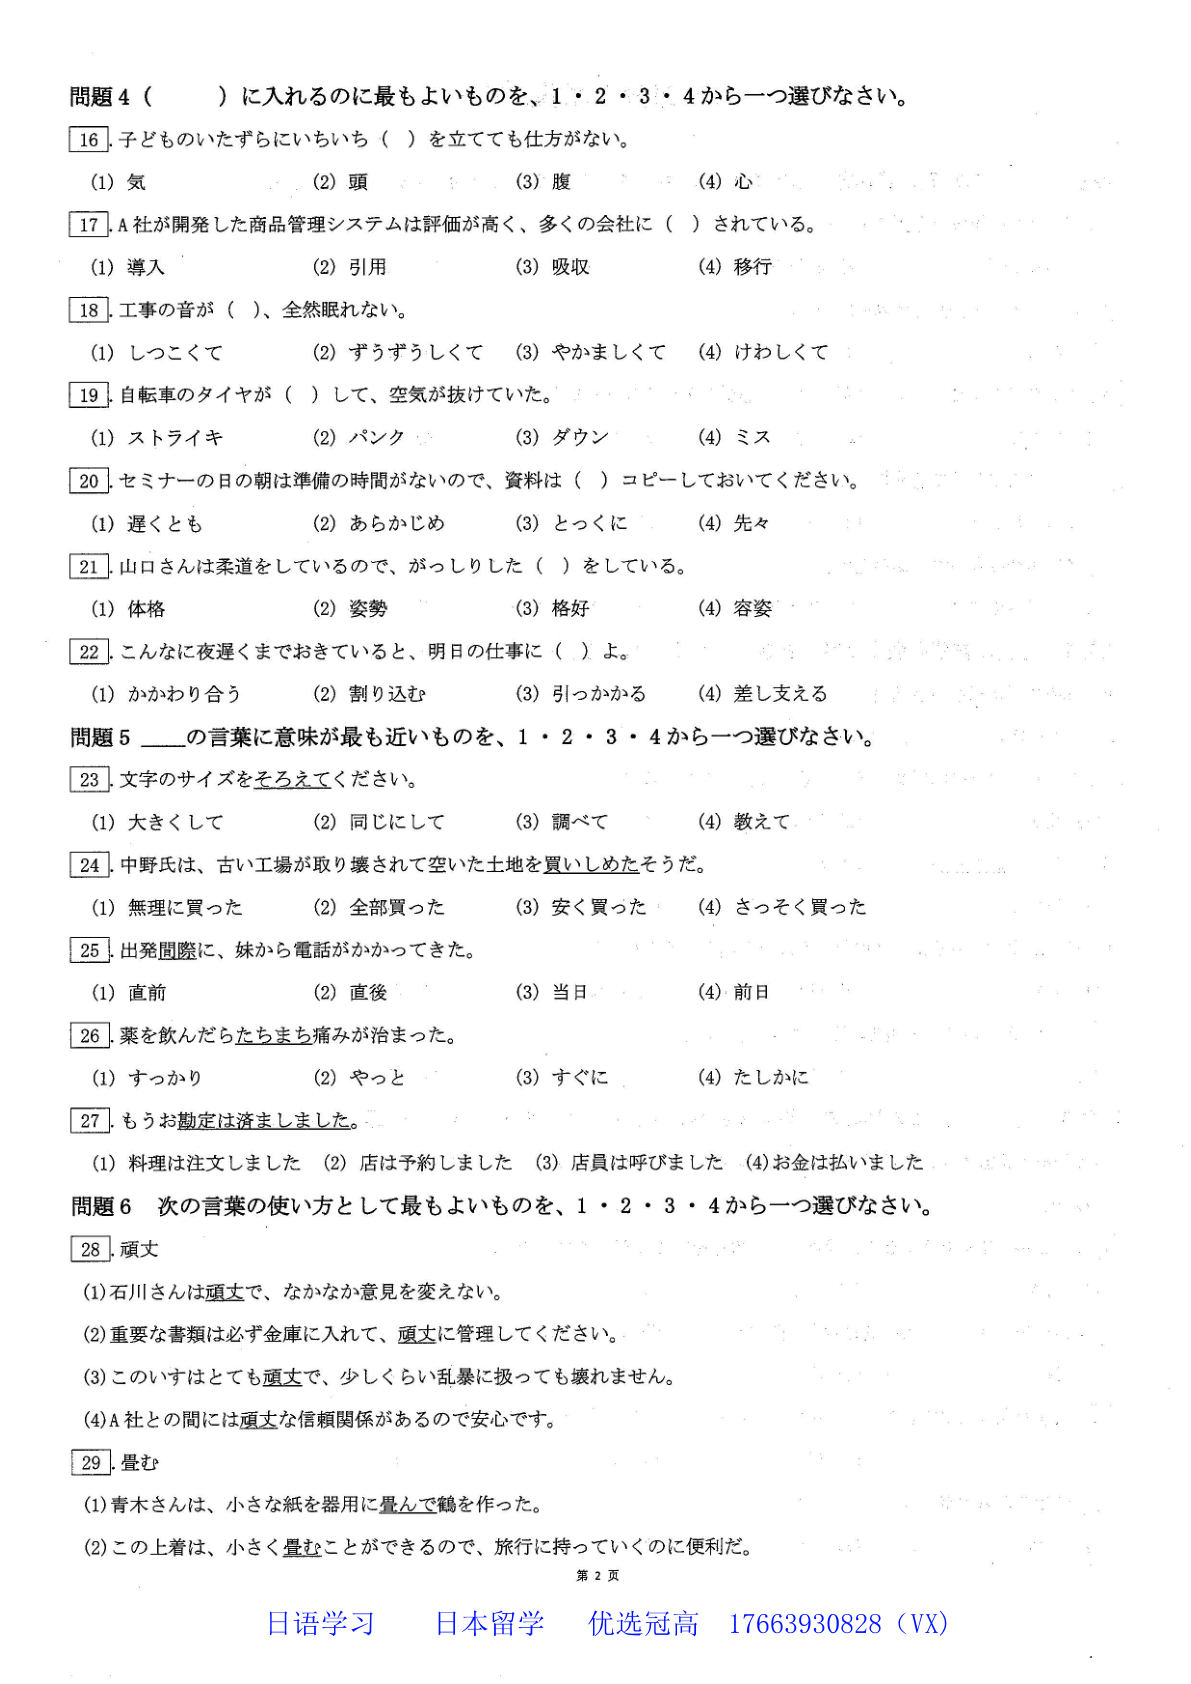 問題4（　　　）に入れるのに最もよいものを、1・2・3・4から一つ選びなさい。
16.子どものいたずらにいちいち（　）を立てても仕方がない。
(1) 気　(2) 頭　(3) 腹　(4) 心
17.A社が開発した商品管理システムは評価が高く、多くの会社に（　）されている。
(1) 導入　(2) 引用　(3) 吸収　(4) 移行
18.工事の音が（　）、全然眠れない。
(1) しつこくて　(2) ずうずうしくて　(3) やかましくて　(4) けわしくて
19.自転車のタイヤが（　）して、空気が抜けていた。
(1) ストライキ　(2) パンク　(3) ダウン　(4) ミス
20.セミナーの日の朝は準備の時間がないので、資料は（　）コピーしておいてください。
(1) 遅くとも　(2) あらかじめ　(3) とっくに　(4) 先々
21.山口さんは柔道をしているので、がっしりした（　）をしている。
(1) 体格　(2) 姿勢　(3) 格好　(4) 容姿
22.こんなに夜遅くまでおきていると、明日の仕事に（　）よ。
(1) かかわり合う　(2) 割り込む　(3) 引っかかる　(4) 差し支える
問題5 ____の言葉に意味が最も近いものを、1・2・3・4から一つ選びなさい。
23.文字のサイズをそろえてください。
(1) 大きくして　(2) 同じにして　(3) 調べて　(4) 教えて
24.中野氏は、古い工場が取り壊されて空いた土地を買いしめたそうだ。
(1) 無理に買った　(2) 全部買った　(3) 安く買った　(4) さっそく買った
25.出発間際に、妹から電話がかかってきた。
(1) 直前　(2) 直後　(3) 当日　(4) 前日
26.薬を飲んだらたちまち痛みが治まった。
(1) すっかり　(2) やっと　(3) すぐに　(4) たしかに
27.もうお勘定は済ましました。
(1) 料理は注文しました　(2) 店は予約しました　(3) 店員は呼びました　(4)お金は払いました
問題6　次の言葉の使い方として最もよいものを、1・2・3・4から一つ選びなさい。
28.頑丈
(1)石川さんは頑丈で、なかなか意見を変えない。
(2)重要な書類は必ず金庫に入れて、頑丈に管理してください。
(3)このいすはとても頑丈で、少しくらい乱暴に扱っても壊れません。
(4)A社との間には頑丈な信頼関係があるので安心です。
29.畳む
(1)青木さんは、小さな紙を器用に畳んで鶴を作った。
(2)この上着は、小さく畳むことができるので、旅行に持っていくのに便利だ。
第 2 页
日语学习　日本留学　优选冠高　17663930828（VX）